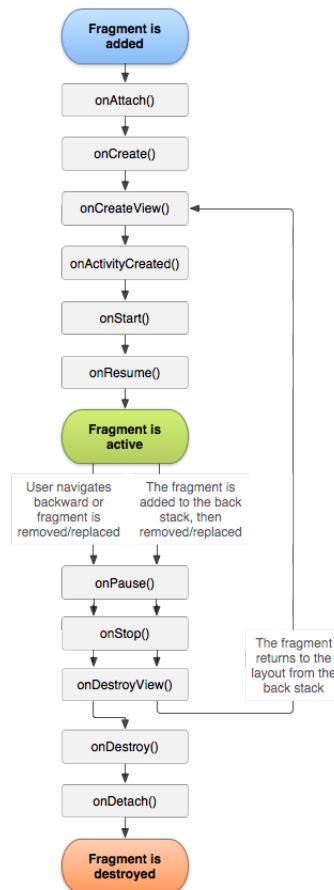 Fragment is
added
onAttach()
onCreate()
onCreateView()
onActivityCreated()
onStart()
onResume()
Fragment is
active
User navigates
backward or
fragment is
removed/replaced
The fragment is
added to the back
stack, then
removed/replaced
onPause()
onStop()
onDestroyView()
The fragment
returns to the
layout from the
back stack
onDestroy()
onDetach()
Fragment is
destroyed